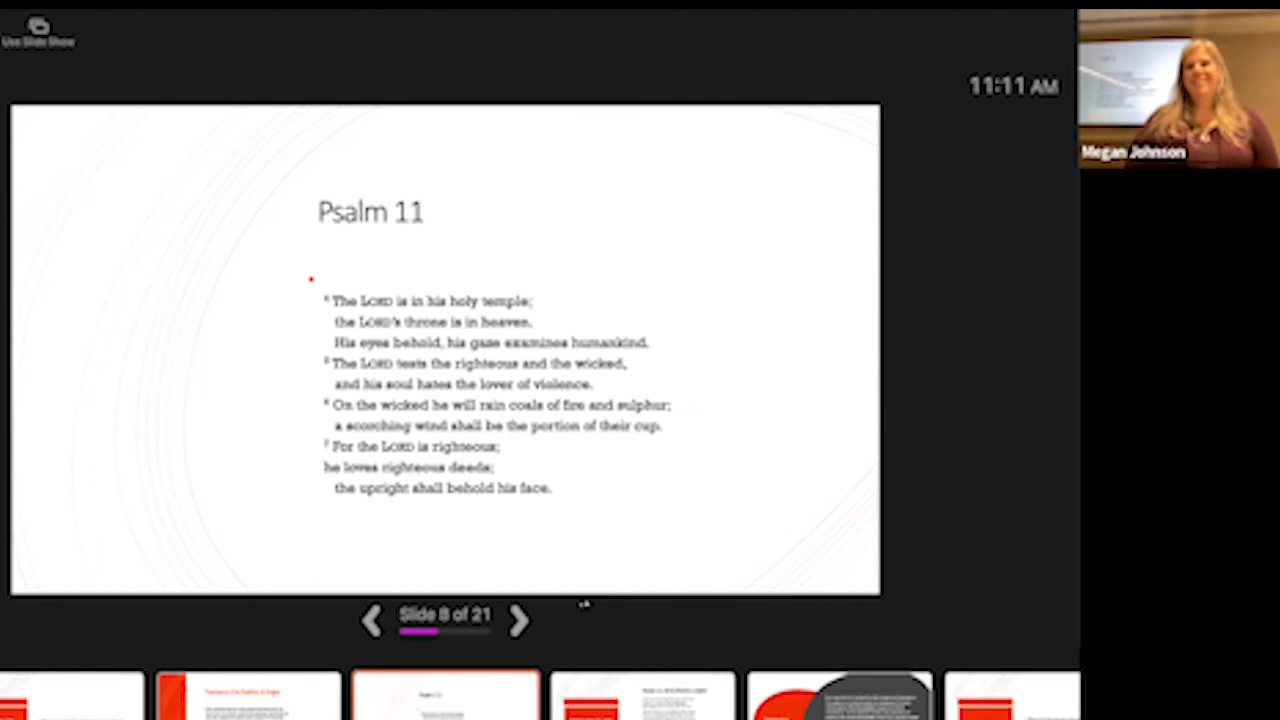 Use Slide Show
11:11 AM
Megan Johnson
Psalm 11
4 The LORD is in his holy temple;
the LORD's throne is in heaven.
His eyes behold, his gaze examines humankind.
5 The LORD tests the righteous and the wicked,
and his soul hates the lover of violence.
6 On the wicked he will rain coals of fire and sulphur;
a scorching wind shall be the portion of their cup.
7 For the LORD is righteous;
he loves righteous deeds;
the upright shall behold his face.
Slide 8 of 21
Psalm 11